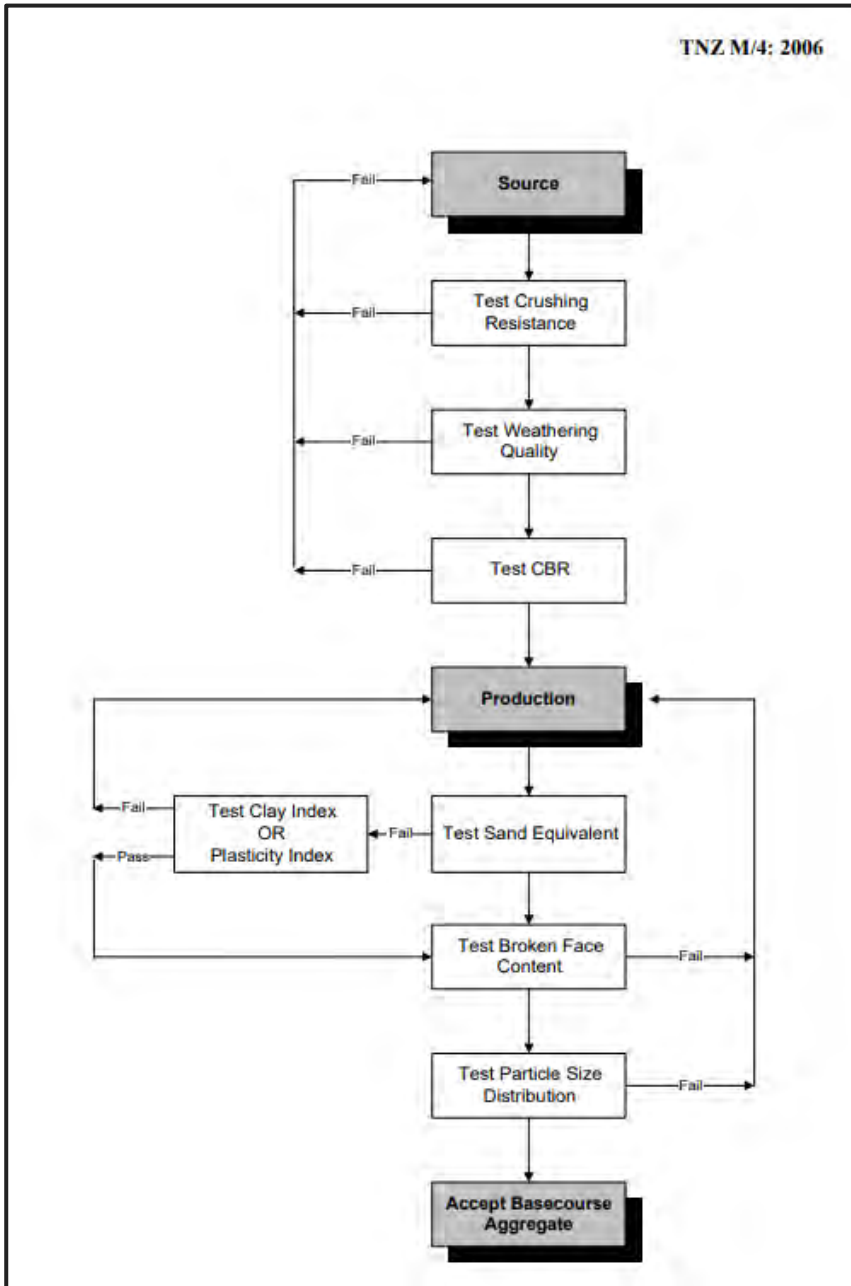 TNZ M/4: 2006
Fail
Source
Fail
Test Crushing
Resistance
Fail
Test Weathering
Quality
Fail
Test CBR
Production
Fail
Test Clay Index
OR
Plasticity Index
Pass
Fail
Test Sand Equivalent
Test Broken Face
Content
Fail
Test Particle Size
Distribution
Fail
Accept Basecourse
Aggregate